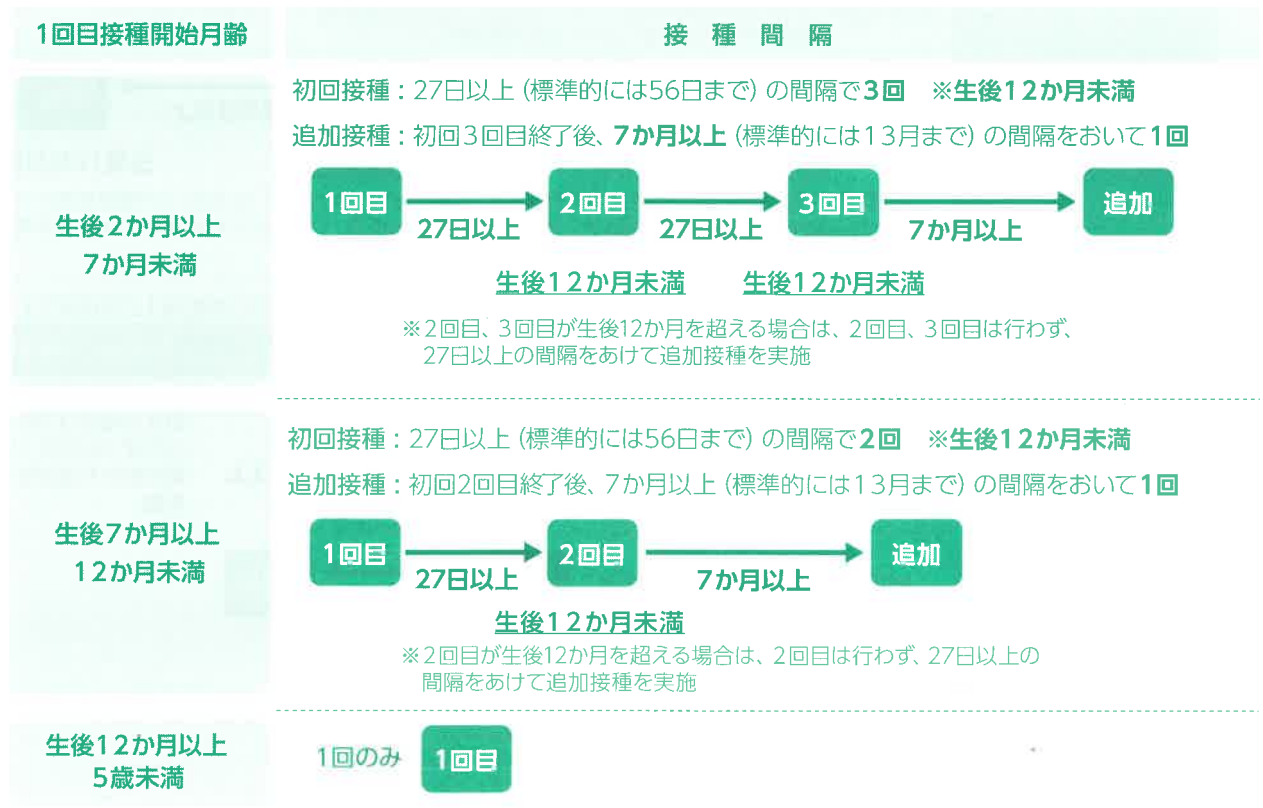 1回目接種開始月齢
接種間隔
初回接種:27日以上(標準的には56日まで)の間隔で3回 ※生後12か月未満
追加接種:初回3回目終了後、7か月以上(標準的には13月まで)の間隔をおいて1回
生後2か月以上
7か月未満
1回目
2回目
3回目
追加
27日以上
27日以上
7か月以上
生後12か月未満
生後12か月未満
※2回目、3回目が生後12か月を超える場合は、2回目、3回目は行わず、
27日以上の間隔をあけて追加接種を実施
初回接種:27日以上(標準的には56日まで)の間隔で2回 ※生後12か月未満
追加接種:初回2回目終了後、7か月以上(標準的には13月まで)の間隔をおいて1回
生後7か月以上
12か月未満
1回目
2回目
追加
27日以上
7か月以上
生後12か月未満
※2回目が生後12か月を超える場合は、2回目は行わず、27日以上の
間隔をあけて追加接種を実施
生後12か月以上
5歳未満
1回のみ
1回目